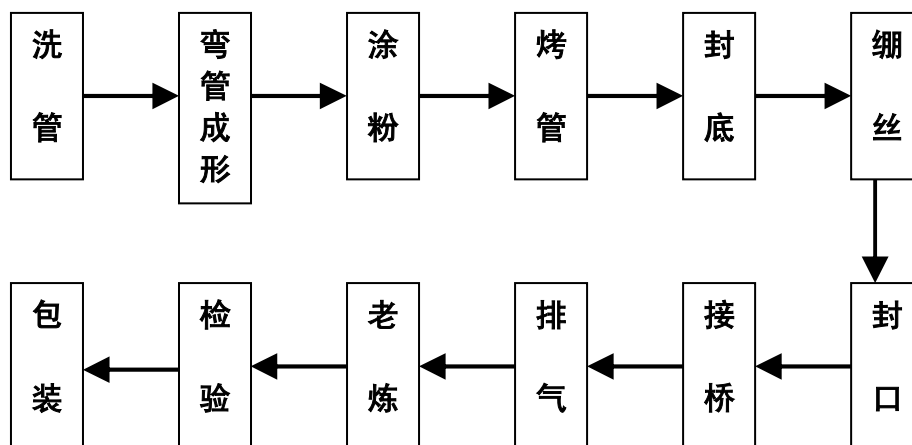 洗管
弯管成形
涂粉
烤管
封底
绷丝
封口
接桥
排气
老炼
检验
包装